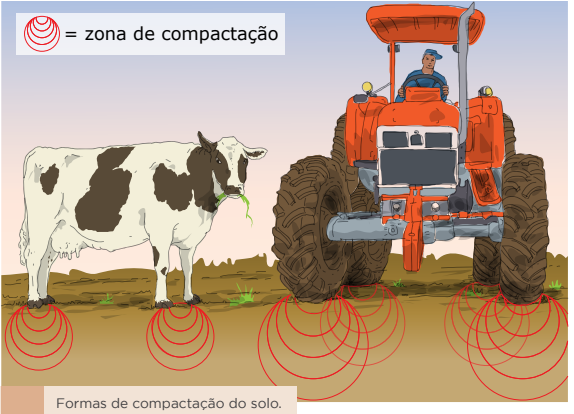 = zona de compactação
Formas de compactação do solo.